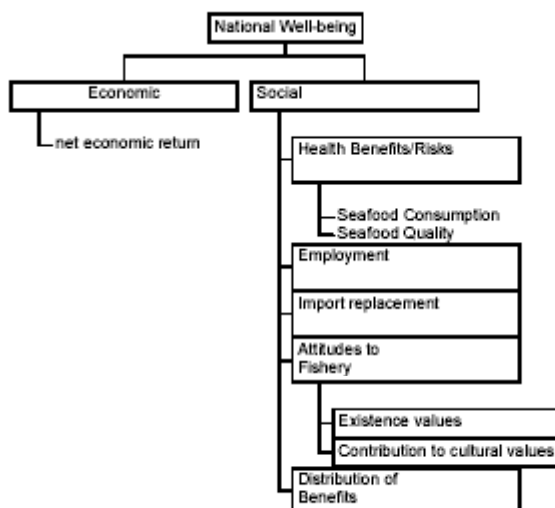 National Well-being
Economic
Social
net economic return
Health Benefits/Risks
Seafood Consumption
Seafood Quality
Employment
Import replacement
Attitudes to
Fishery
Existence values
Contribution to cultural values
Distribution of
Benefits